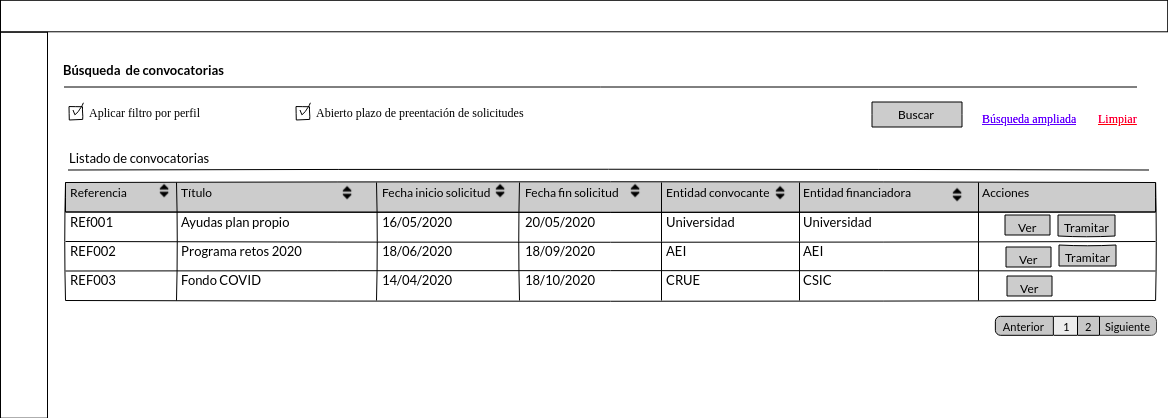 Búsqueda de convocatorias
Aplicar filtro por perfil Abierto plazo de preentación de solicitudes Buscar Búsqueda ampliada Limpiar
Listado de convocatorias
Referencia Título Fecha inicio solicitud Fecha fin solicitud Entidad convocante Entidad financiadora Acciones
REf001 Ayudas plan propio 16/05/2020 20/05/2020 Universidad Universidad Ver Tramitar
REF002 Programa retos 2020 18/06/2020 18/09/2020 AEI AEI Ver Tramitar
REF003 Fondo COVID 14/04/2020 18/10/2020 CRUE CSIC Ver
Anterior 1 2 Siguiente